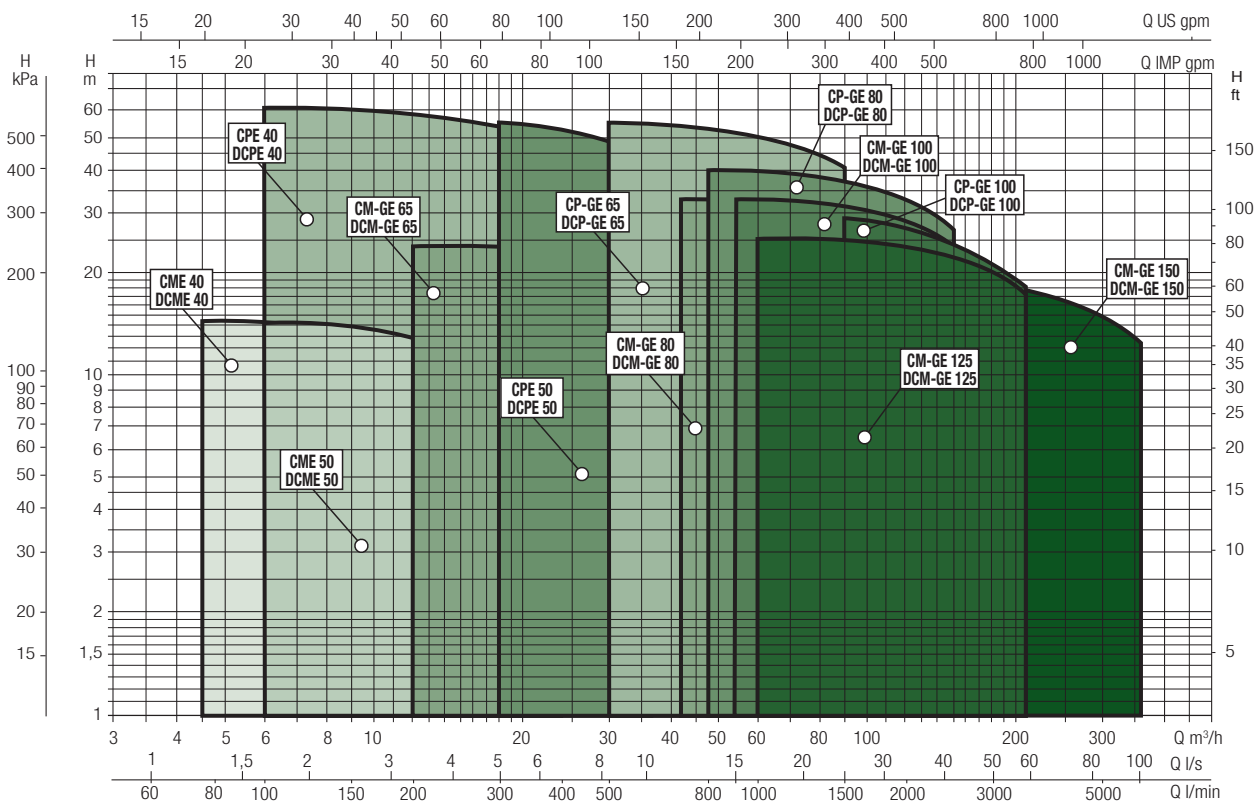 15 20 30 40 50 60 70 80 100 150 200 300 400 500 800 1000 Q US gpm
15 20 30 40 50 60 80 100 150 200 300 400 500 800 1000 Q IMP gpm
H
kPa
H
m
H
ft
500
400
300
200
100
90
80
70
60
50
40
30
20
15
60
50
40
30
20
10
9
8
7
6
5
4
3
2
1,5
1
CPE 40
DCPE 40
CM-GE 65
DCM-GE 65
CME 40
DCME 40
CME 50
DCME 50
CPE 50
DCPE 50
CP-GE 65
DCP-GE 65
CM-GE 80
DCM-GE 80
CP-GE 80
DCP-GE 80
CM-GE 100
DCM-GE 100
CP-GE 100
DCP-GE 100
CM-GE 125
DCM-GE 125
CM-GE 150
DCM-GE 150
150
100
80
60
50
40
35
30
25
20
15
10
5
3 4 5 6 10 20 30 40 50 60 80 100 200 300 Q m³/h
1 1,5 2 3 4 5 6 8 10 15 20 30 40 50 60 80 100 Q l/s
60 80 100 150 200 300 400 500 800 1000 1500 2000 3000 5000 Q l/min